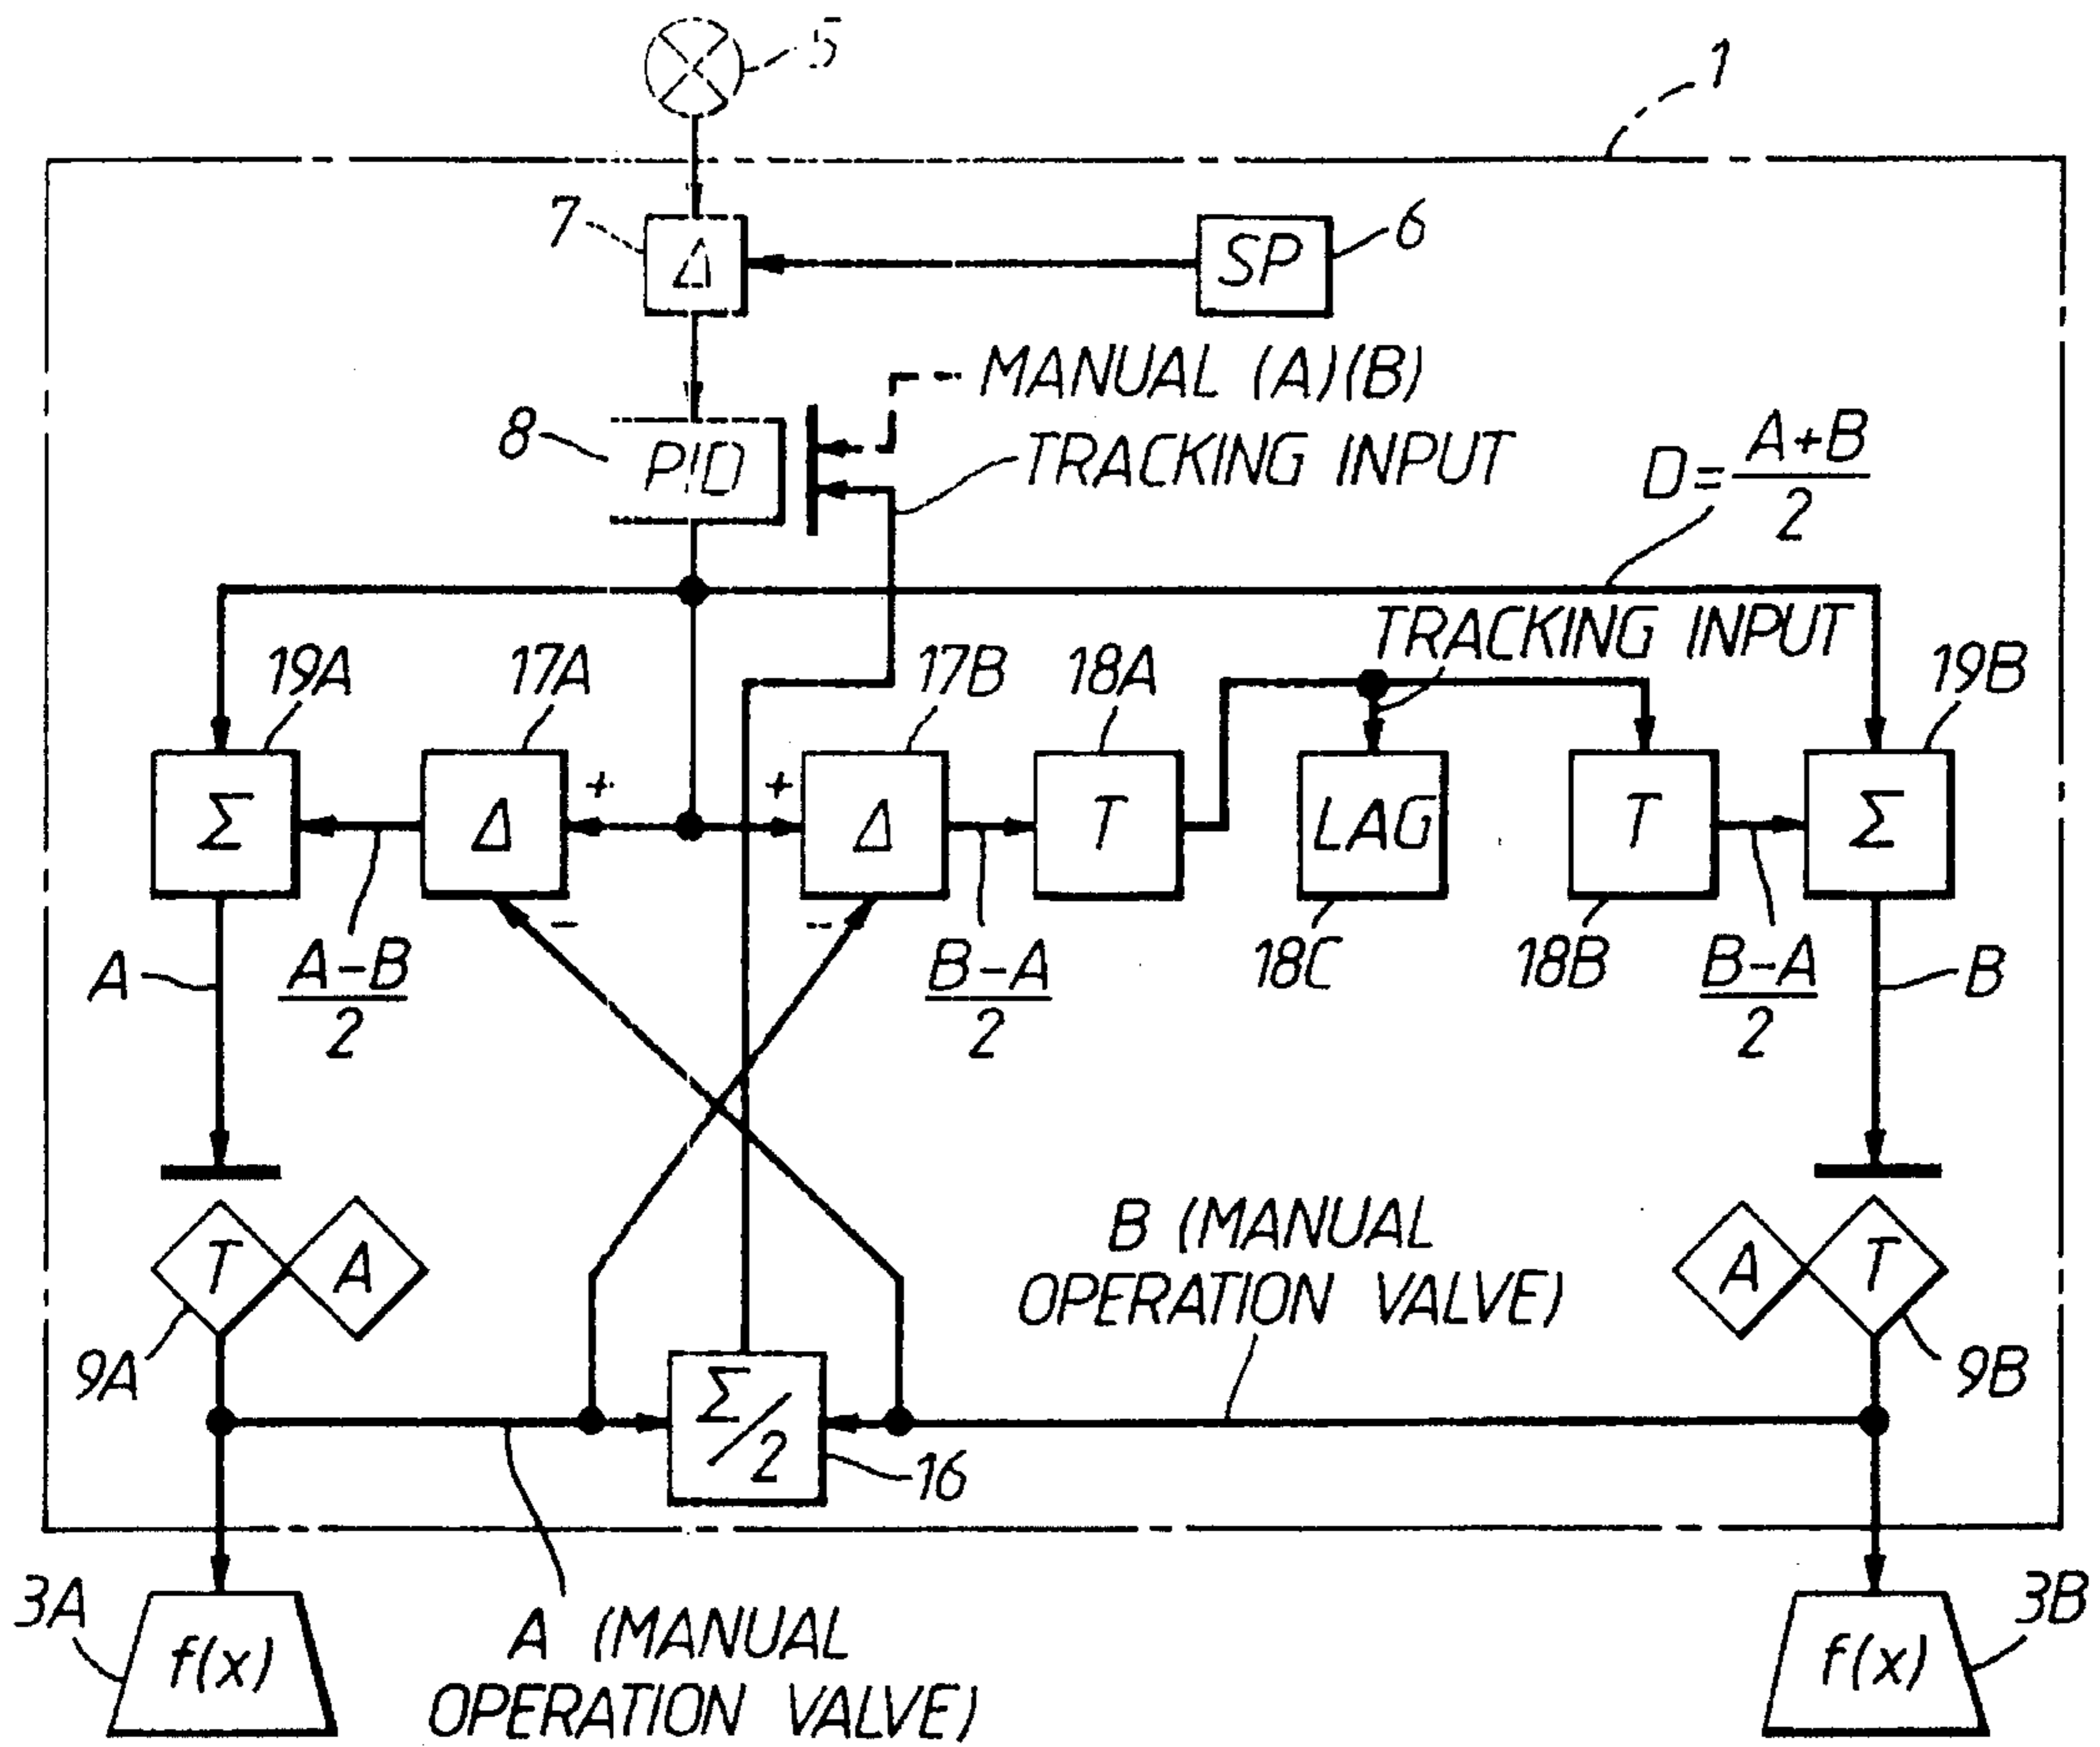 5
1
7
Δ
SP
6
MANUAL (A)(B)
8
PID
TRACKING INPUT
D = A+B
2
TRACKING INPUT
19A
17A
17B
18A
19B
+
+
Σ
Δ
Δ
T
LAG
T
Σ
-
-
A
A-B
2
B-A
2
18C
18B
B-A
2
B
T
A
B (MANUAL
OPERATION VALVE)
A
T
9A
9B
Σ/2
16
3A
f(x)
A (MANUAL
OPERATION VALVE)
f(x)
3B